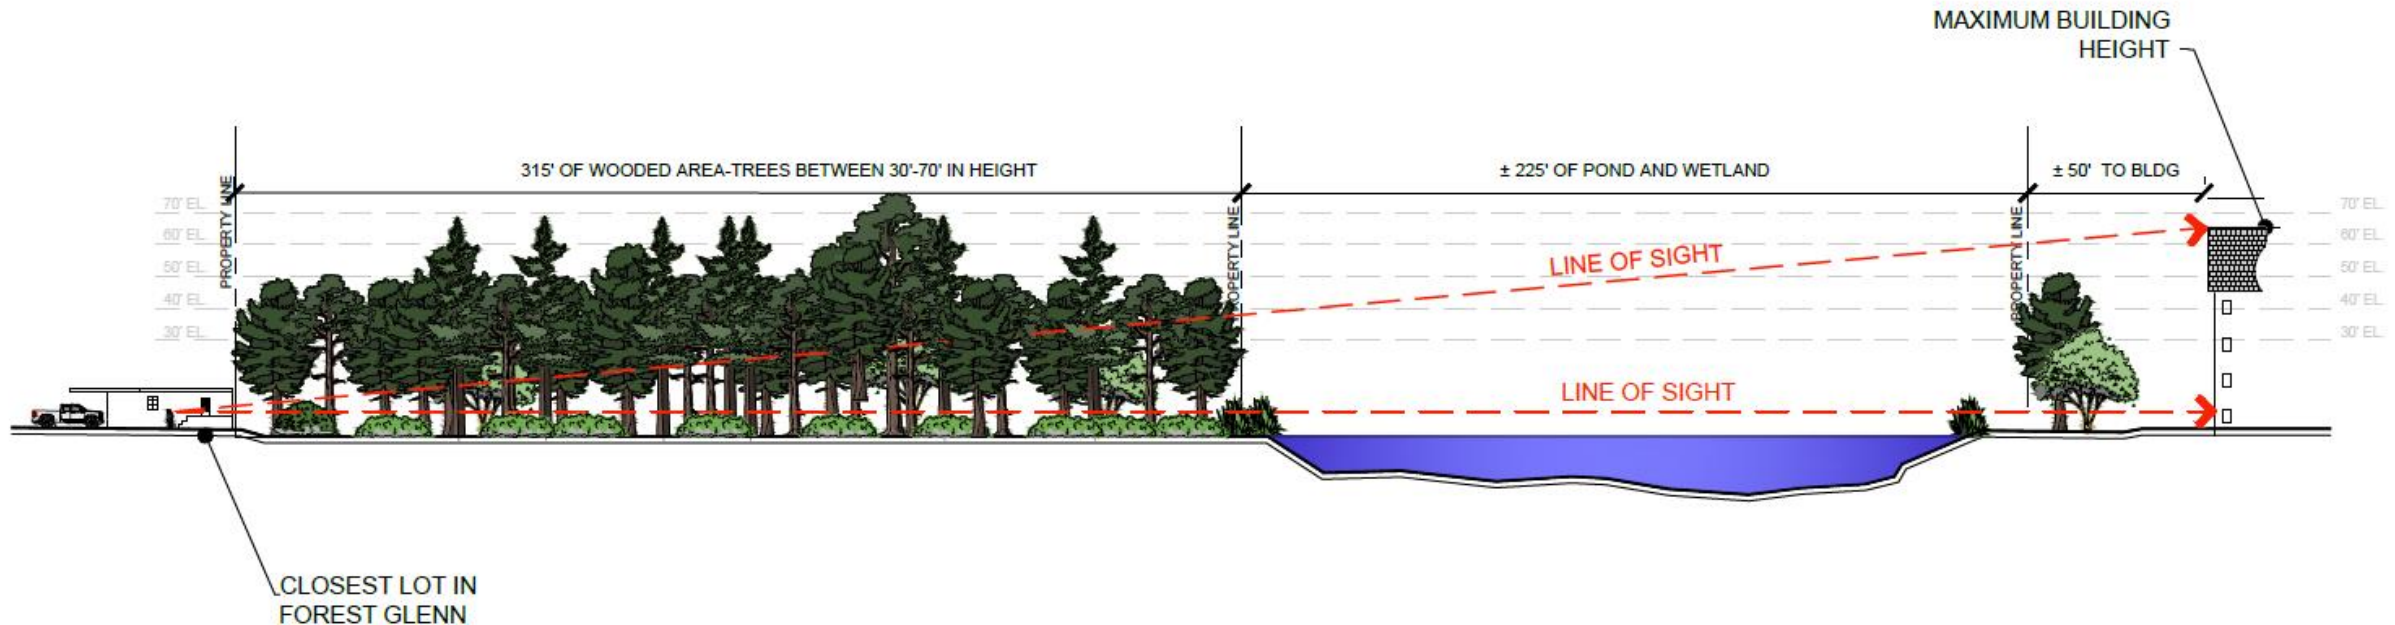 MAXIMUM BUILDING
HEIGHT
315' OF WOODED AREA-TREES BETWEEN 30'-70' IN HEIGHT
± 225' OF POND AND WETLAND
± 50' TO BLDG
PROPERTY LINE
PROPERTY LINE
PROPERTY LINE
70' EL.
60' EL.
50' EL.
40' EL.
30' EL.
70' EL.
60' EL.
50' EL.
40' EL.
30' EL.
LINE OF SIGHT
LINE OF SIGHT
CLOSEST LOT IN
FOREST GLENN